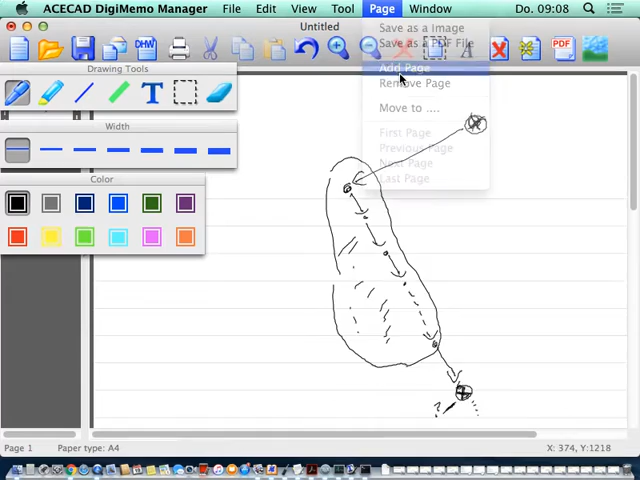 ACECAD DigiMemo Manager File Edit View Tool Page Window Do. 09:08
Untitled
Save as a Image
Save as a PDF File
Add Page
Remove Page
Move to ....
First Page
Previous Page
Next Page
Last Page
DHW
A
PDF
Drawing Tools
T
Width
Color
?
Page 1 Paper type: A4 X: 374, Y:1218